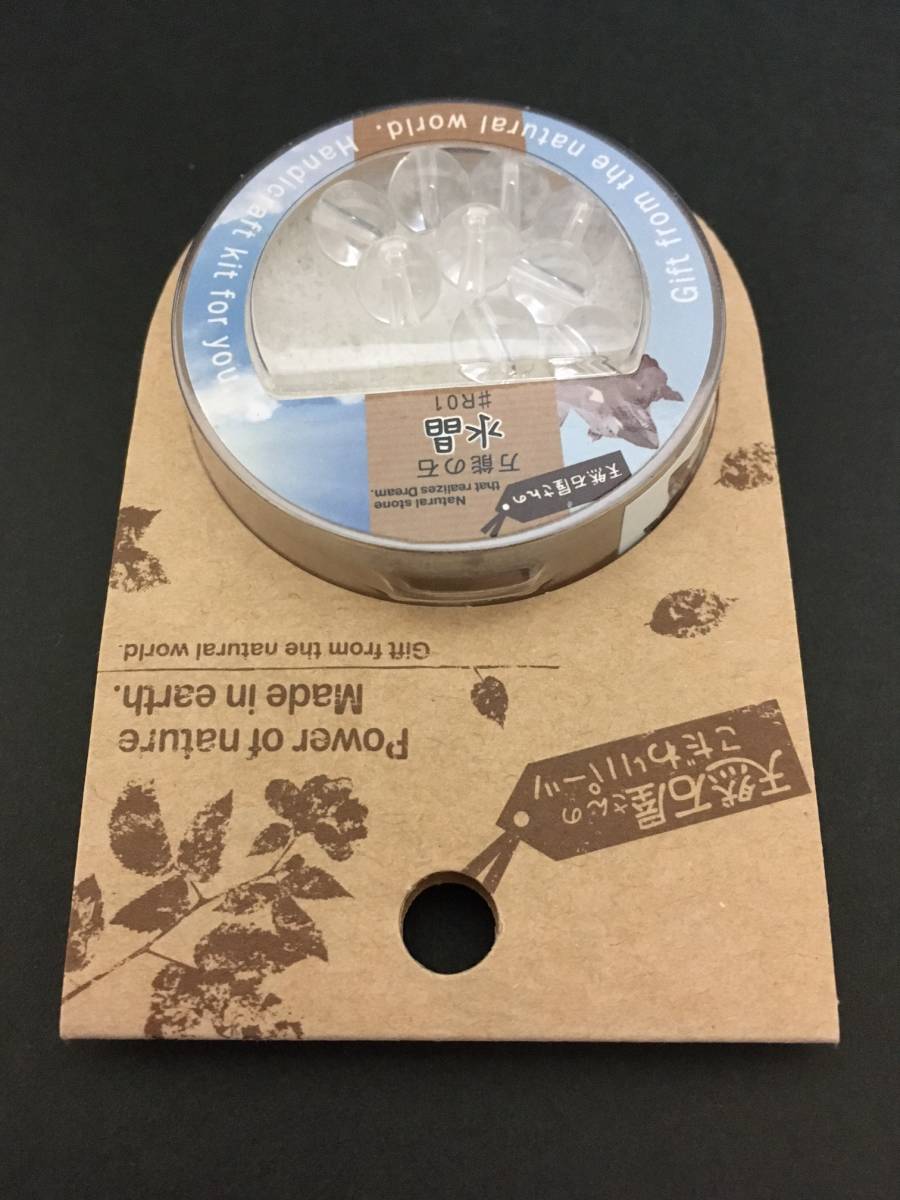 天然石屋さんの
こだわりパーツ
Power of nature
Made in earth.
Gift from the natural world.
天然石屋さんの
Natural stone
that realizes Dream.
万能の石
水晶
#R01
Gift from the natural world. Handicraft kit for you